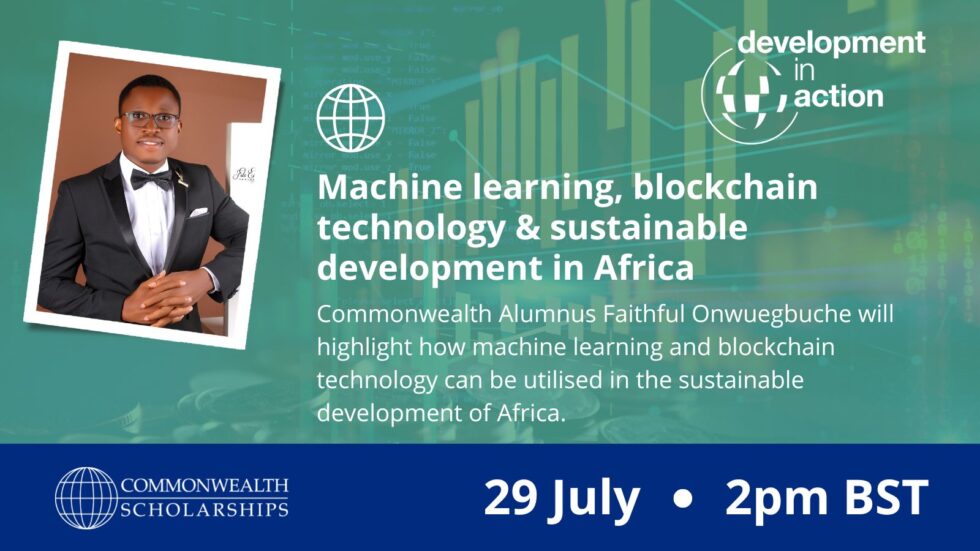 development
in
action
Machine learning, blockchain
technology & sustainable
development in Africa
Commonwealth Alumnus Faithful Onwuegbuche will
highlight how machine learning and blockchain
technology can be utilised in the sustainable
development of Africa.
COMMONWEALTH
SCHOLARSHIPS
29 July • 2pm BST